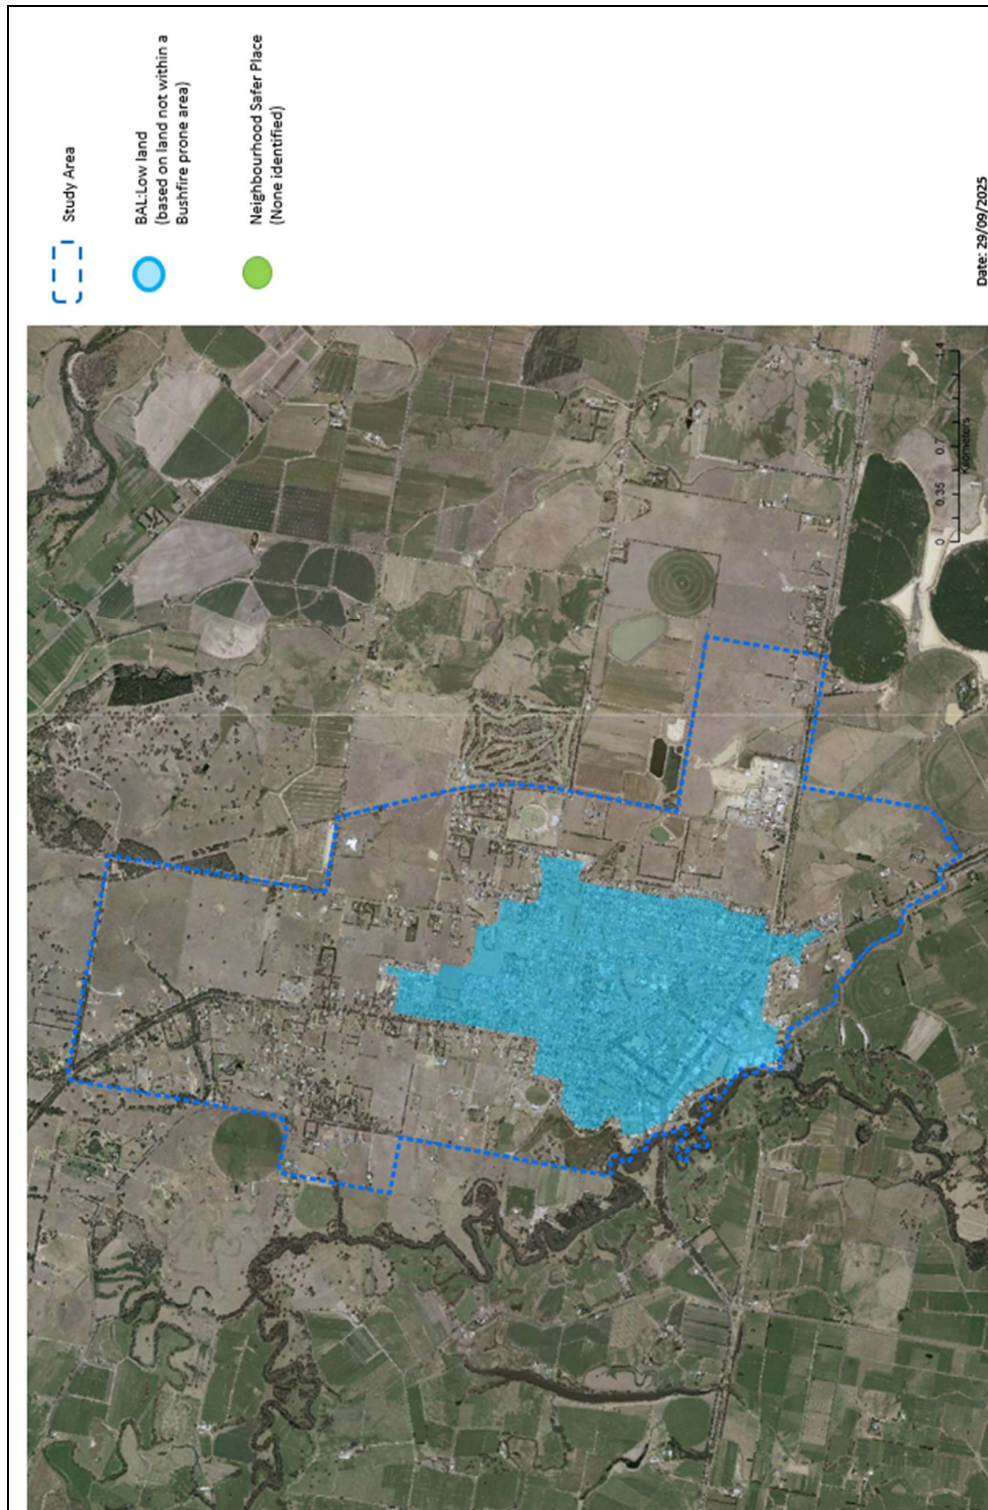 Study Area
BAL:Low land
(based on land not within a
Bushfire prone area)
Neighbourhood Safer Place
(None identified)
Date: 29/09/2025
0 0.35 0.7 1.4
Kilometers